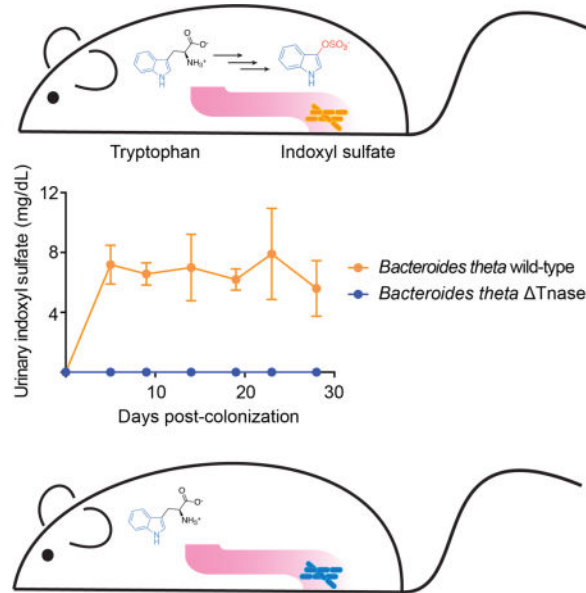 O
O⁻
NH₃⁺
N
H
OSO₃⁻
N
H
Tryptophan Indoxyl sulfate
Urinary indoxyl sulfate (mg/dL)
12
8
4
10 20 30
Days post-colonization
Bacteroides theta wild-type
Bacteroides theta ΔTnase
O
O⁻
NH₃⁺
N
H